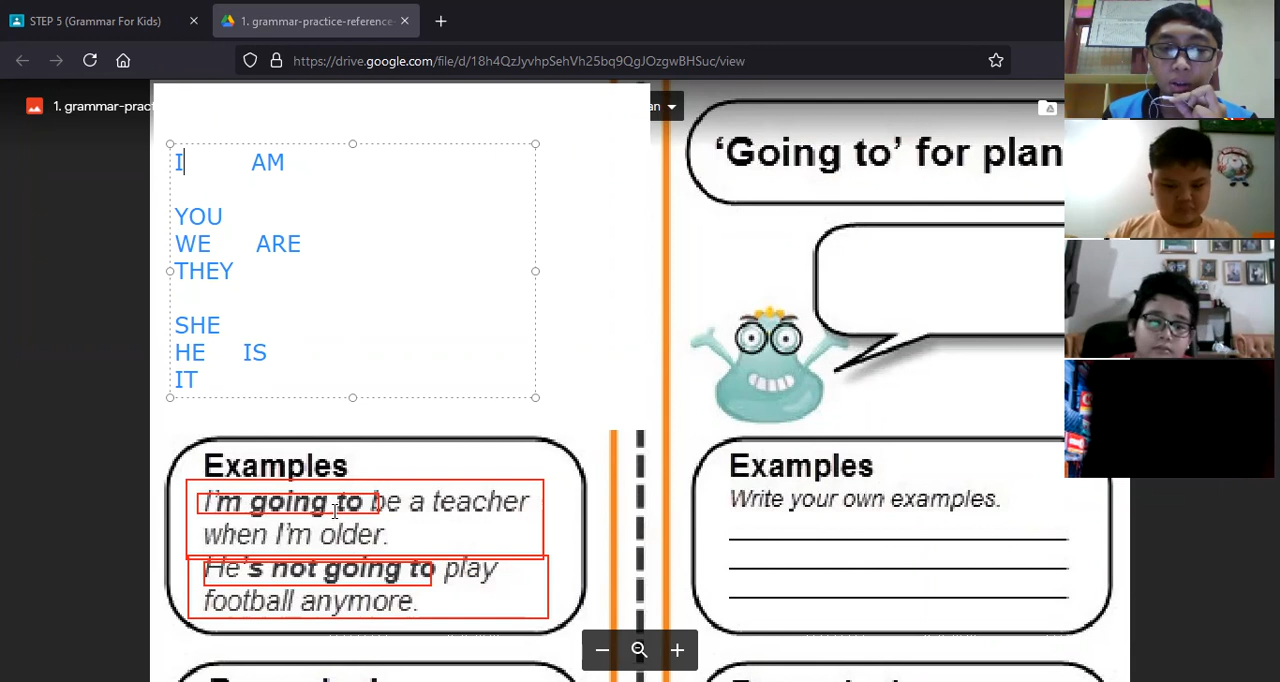 STEP 5 (Grammar For Kids)
1. grammar-practice-reference-
https://drive.google.com/file/d/18h4QzJyvhpSehVh25bq9QgJOzgwBHSuc/view
1. grammar-pract
an
I AM
YOU
WE ARE
THEY
SHE
HE IS
IT
Examples
I'm going to be a teacher
when I'm older.
He's not going to play
football anymore.
'Going to' for plan
Examples
Write your own examples.